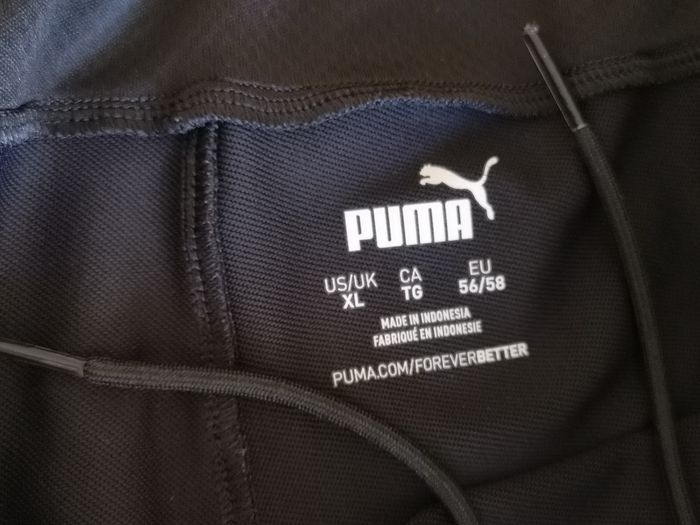 PUMA
US/UK CA EU
XL TG 56/58
MADE IN INDONESIA
FABRIQUÉ EN INDONESIE
PUMA.COM/FOREVERBETTER